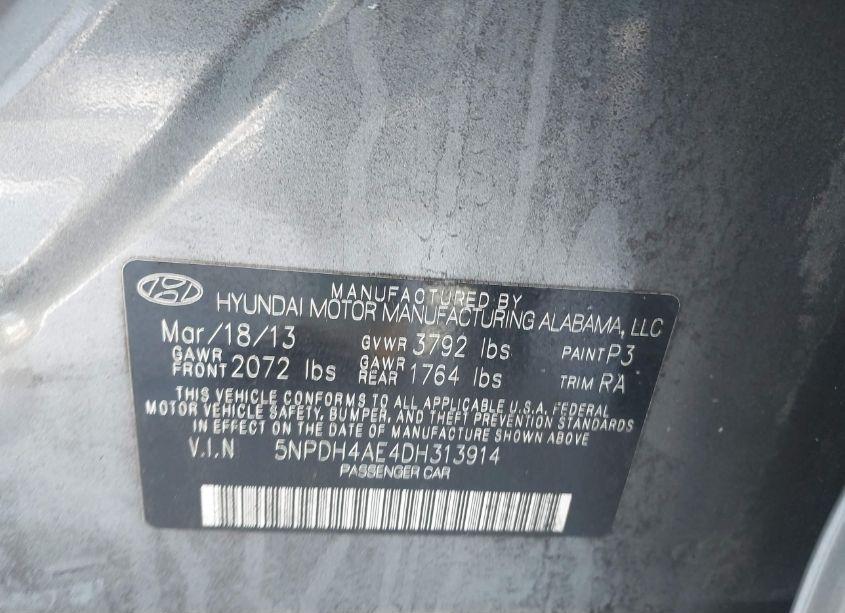 MANUFACTURED BY
HYUNDAI MOTOR MANUFACTURING ALABAMA, LLC
Mar/18/13 GVWR 3792 lbs PAINT P3
GAWR FRONT 2072 lbs GAWR REAR 1764 lbs TRIM RA
THIS VEHICLE CONFORMS TO ALL APPLICABLE U.S.A. FEDERAL
MOTOR VEHICLE SAFETY, BUMPER, AND THEFT PREVENTION STANDARDS
IN EFFECT ON THE DATE OF MANUFACTURE SHOWN ABOVE
V.I.N 5NPDH4AE4DH313914
PASSENGER CAR